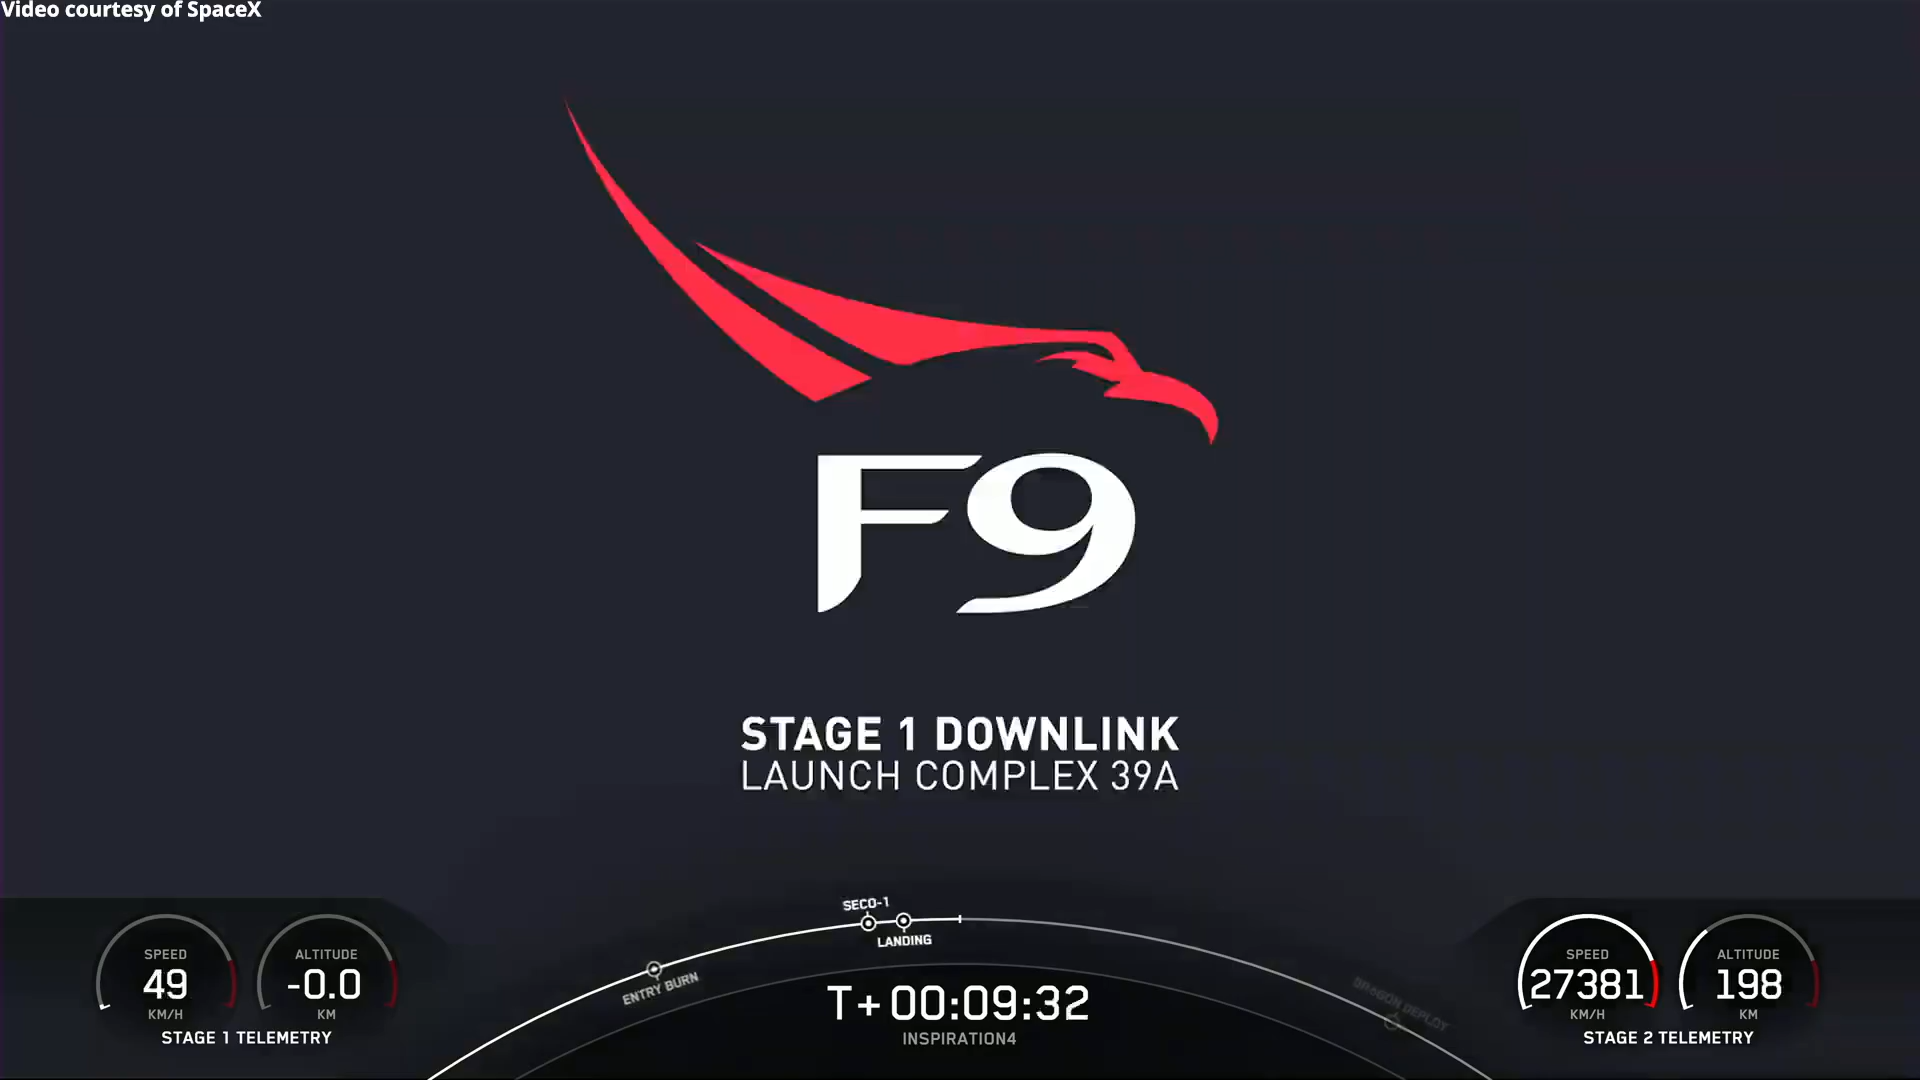 Video courtesy of SpaceX
F9
STAGE 1 DOWNLINK
LAUNCH COMPLEX 39A
SPEED
49
KM/H
ALTITUDE
-0.0
KM
STAGE 1 TELEMETRY
ENTRY BURN
SECO-1
LANDING
DRAGON DEPLOY
T+00:09:32
INSPIRATION4
SPEED
27381
KM/H
ALTITUDE
198
KM
STAGE 2 TELEMETRY